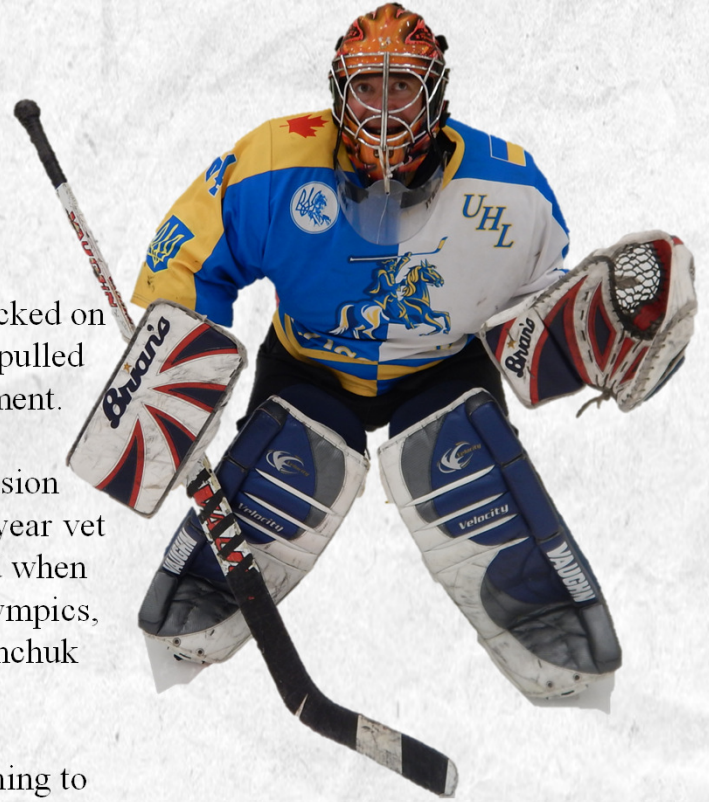 UHL
cked on
pulled
ment.
Brian's
Brian's
sion
year vet
when
ympics,
nchuk
ning to
Velocity
Velocity
VAUGHN
VAUGHN